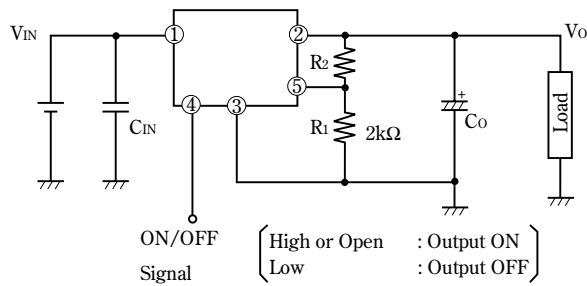 VIN
1
2
VO
R2
5
4
3
CIN
R1
2kΩ
+
CO
Load
ON/OFF
Signal
High or Open : Output ON
Low : Output OFF